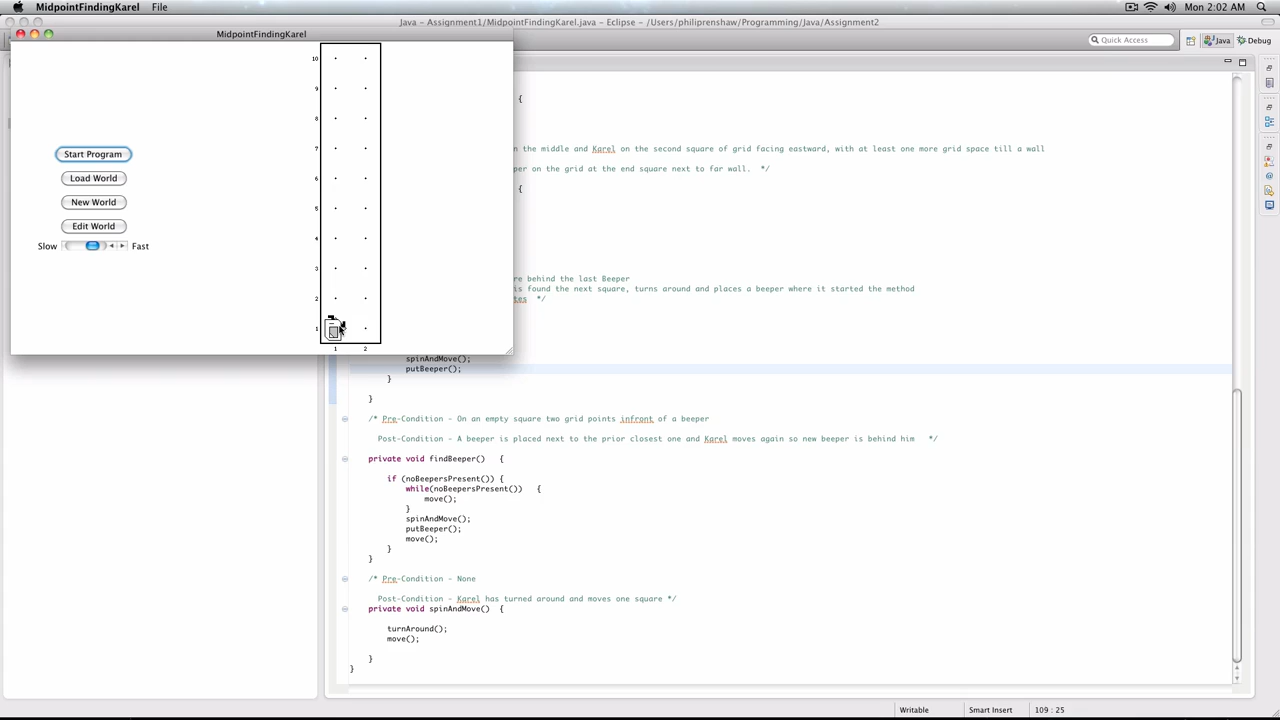 MidpointFindingKarel File Mon 2:02 AM
Java - Assignment1/MidpointFindingKarel.java - Eclipse - /Users/philiprenshaw/Programming/Java/Assignment2
MidpointFindingKarel
Quick Access Java Debug
10
9
8
7
6
5
4
3
2
1
1 2
Start Program
Load World
New World
Edit World
Slow Fast
{
n the middle and Karel on the second square of grid facing eastward, with at least one more grid space till a wall
per on the grid at the end square next to far wall. */
{
re behind the last Beeper
is found the next square, turns around and places a beeper where it started the method
tes */
spinAndMove();
putBeeper();
}
}
/* Pre-Condition - On an empty square two grid points infront of a beeper
Post-Condition - A beeper is placed next to the prior closest one and Karel moves again so new beeper is behind him */
private void findBeeper() {
if (noBeepersPresent()) {
while(noBeepersPresent()) {
move();
}
spinAndMove();
putBeeper();
move();
}
}
/* Pre-Condition - None
Post-Condition - Karel has turned around and moves one square */
private void spinAndMove() {
turnAround();
move();
}
}
Writable Smart Insert 109 : 25